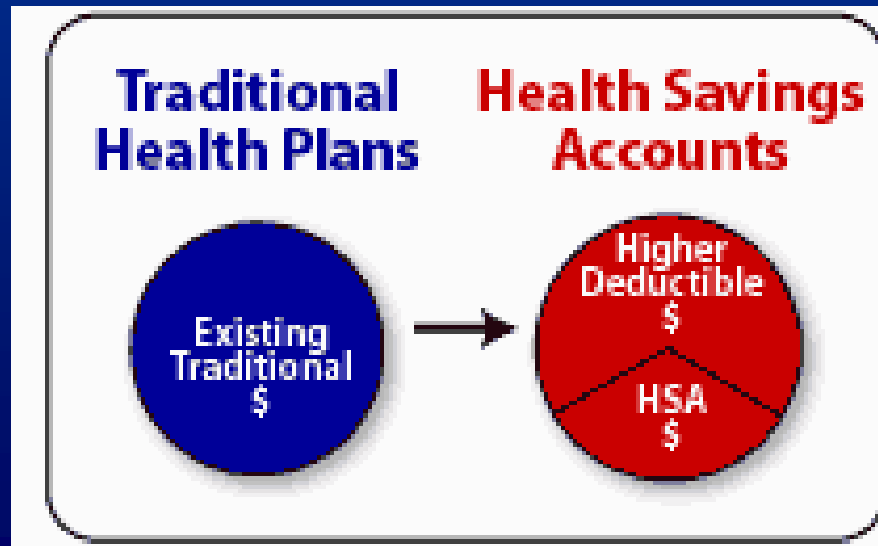 Traditional
Health Plans
Health Savings
Accounts
Existing
Traditional
$
Higher
Deductible
$
HSA
$